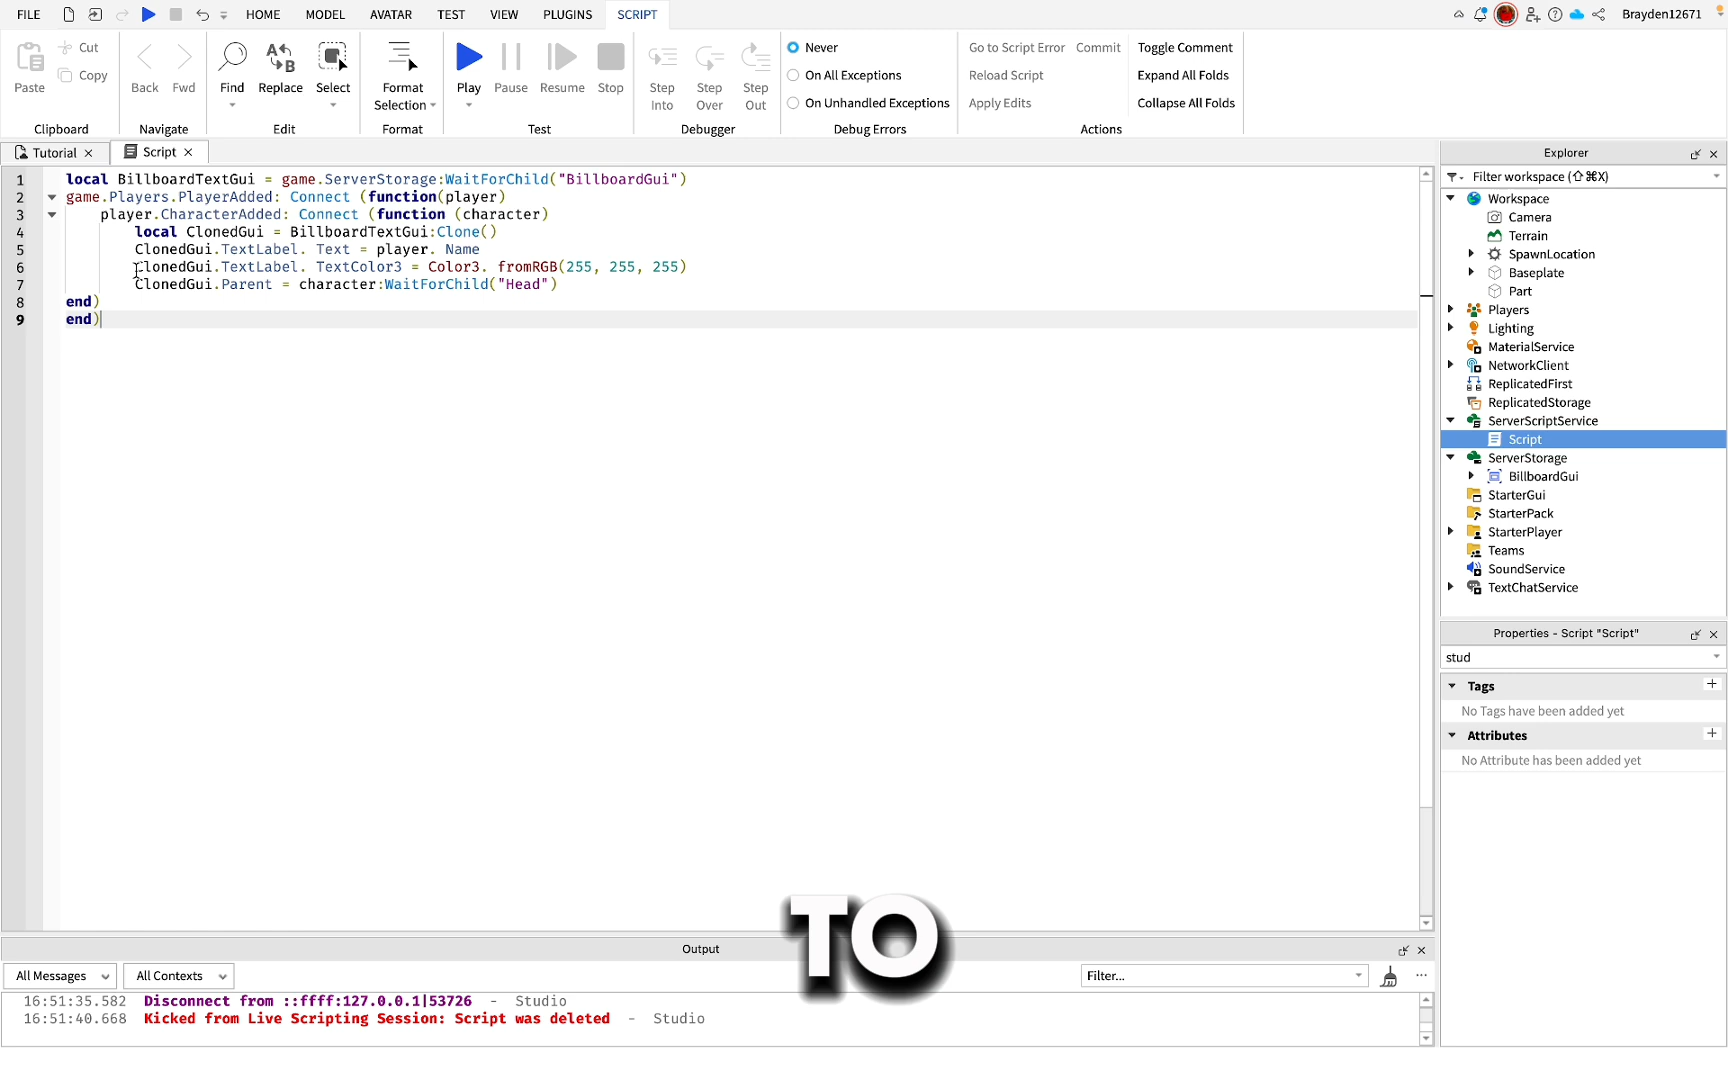 FILE HOME MODEL AVATAR TEST VIEW PLUGINS SCRIPT Brayden12671
Paste Cut Copy Clipboard
Back Fwd Navigate
Find Replace Select Edit
Format Selection Format
Play Pause Resume Stop Test
Step Into Step Over Step Out Debugger
Never
On All Exceptions
On Unhandled Exceptions
Debug Errors
Go to Script Error Commit Toggle Comment
Reload Script Expand All Folds
Apply Edits Collapse All Folds
Actions
Tutorial Script
1 local BillboardTextGui = game.ServerStorage:WaitForChild("BillboardGui")
2 game.Players.PlayerAdded: Connect (function(player)
3 player.CharacterAdded: Connect (function (character)
4 local ClonedGui = BillboardTextGui:Clone()
5 ClonedGui.TextLabel. Text = player. Name
6 ClonedGui.TextLabel. TextColor3 = Color3. fromRGB(255, 255, 255)
7 ClonedGui.Parent = character:WaitForChild("Head")
8 end)
9 end)
TO
Output
All Messages All Contexts Filter... ...
16:51:35.582 Disconnect from ::ffff:127.0.0.1|53726 - Studio
16:51:40.668 Kicked from Live Scripting Session: Script was deleted - Studio
Explorer
Filter workspace (⇧⌘X)
Workspace
Camera
Terrain
SpawnLocation
Baseplate
Part
Players
Lighting
MaterialService
NetworkClient
ReplicatedFirst
ReplicatedStorage
ServerScriptService
Script
ServerStorage
BillboardGui
StarterGui
StarterPack
StarterPlayer
Teams
SoundService
TextChatService
Properties - Script "Script"
stud
Tags
No Tags have been added yet
Attributes
No Attribute has been added yet